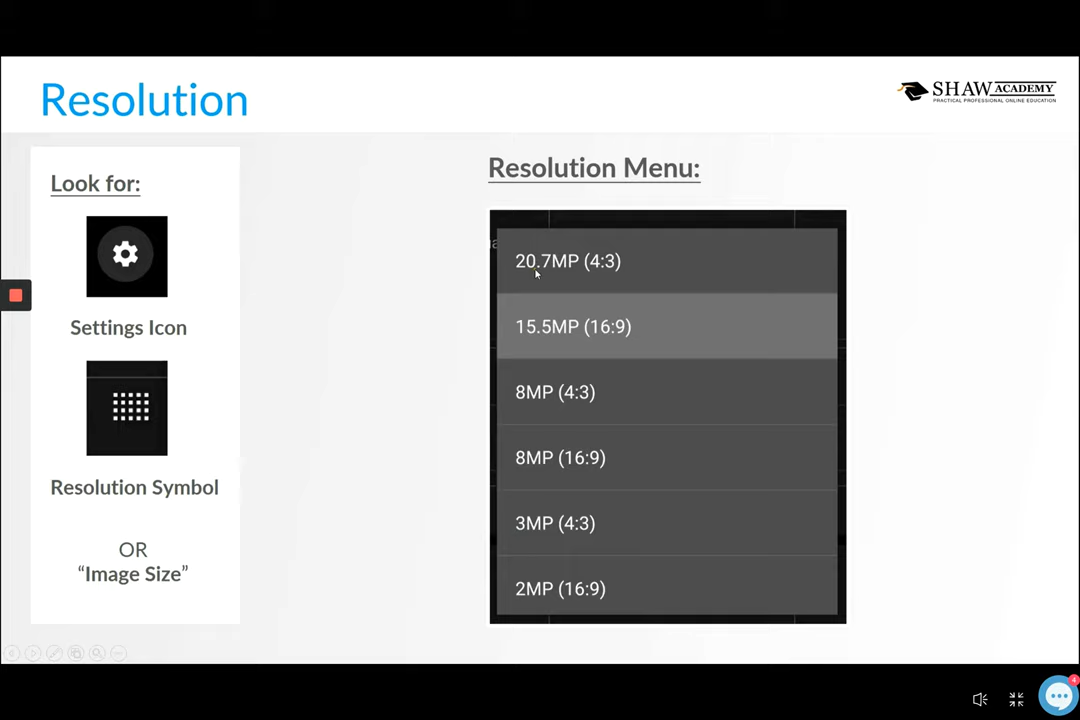 Resolution
SHAW ACADEMY
PRACTICAL PROFESSIONAL ONLINE EDUCATION
Look for:
Settings Icon
Resolution Symbol
OR
“Image Size”
Resolution Menu:
20.7MP (4:3)
15.5MP (16:9)
8MP (4:3)
8MP (16:9)
3MP (4:3)
2MP (16:9)
4